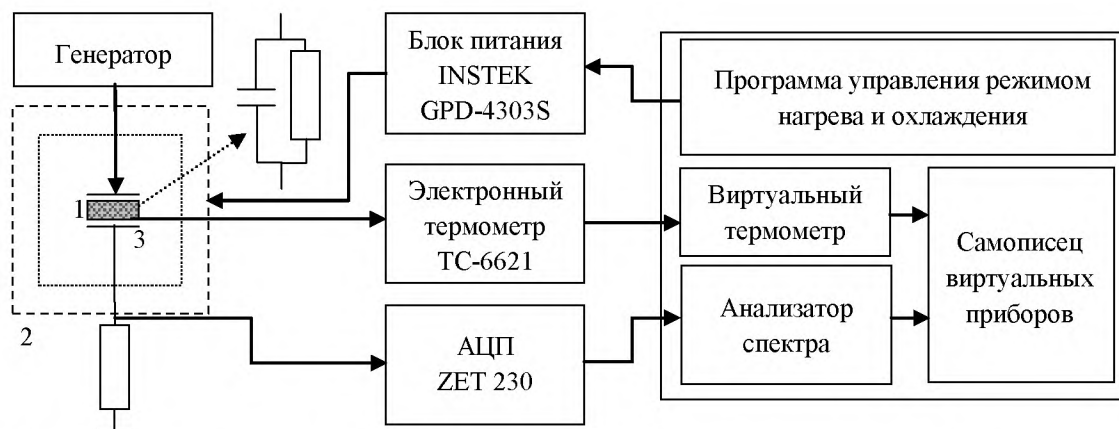 Генератор
Блок питания
INSTEK
GPD-4303S
Программа управления режимом
нагрева и охлаждения
1
3
2
Электронный
термометр
TC-6621
Виртуальный
термометр
Самописец
виртуальных
приборов
АЦП
ZET 230
Анализатор
спектра